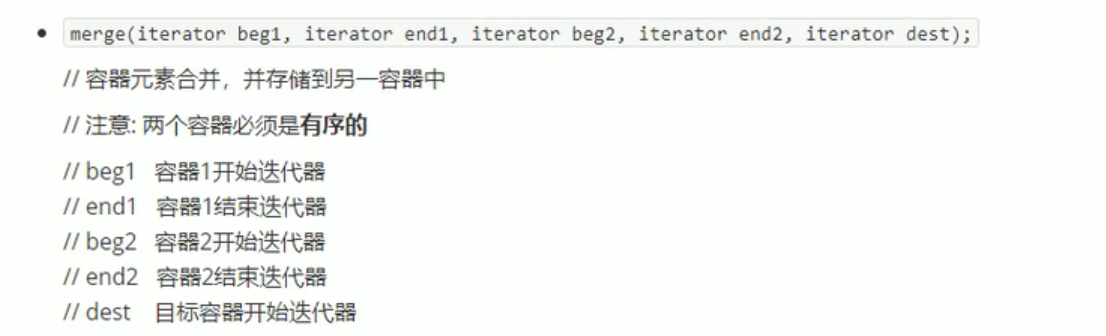 merge(iterator beg1, iterator end1, iterator beg2, iterator end2, iterator dest);
// 容器元素合并，并存储到另一容器中
// 注意: 两个容器必须是有序的
// beg1 容器1开始迭代器
// end1 容器1结束迭代器
// beg2 容器2开始迭代器
// end2 容器2结束迭代器
// dest 目标容器开始迭代器